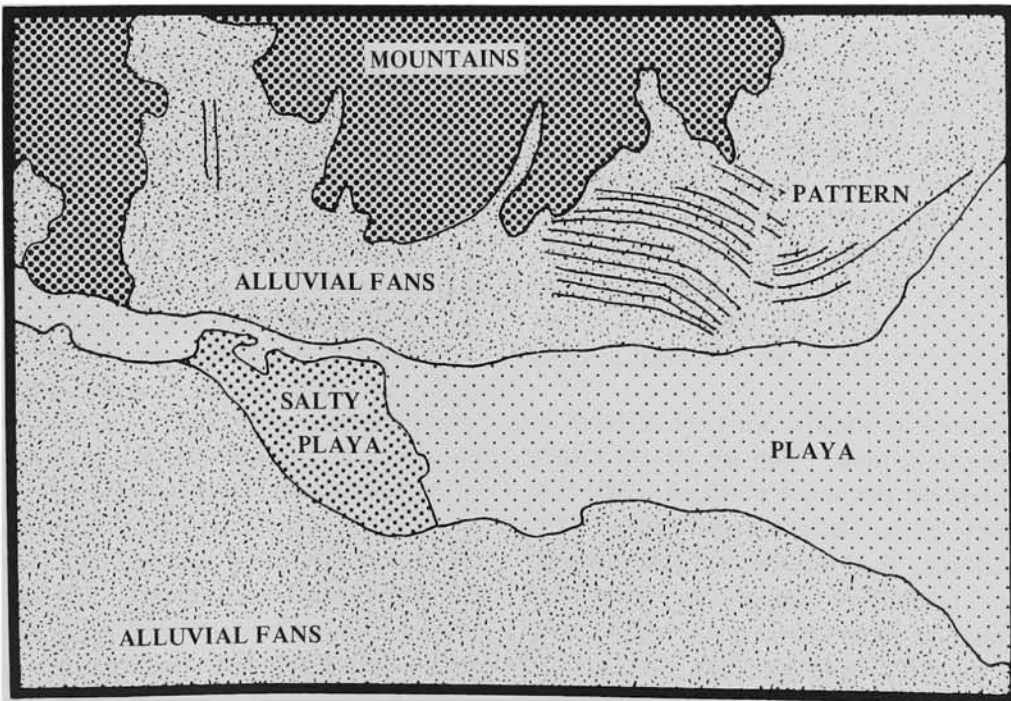 MOUNTAINS
PATTERN
ALLUVIAL FANS
SALTY
PLAYA
PLAYA
ALLUVIAL FANS